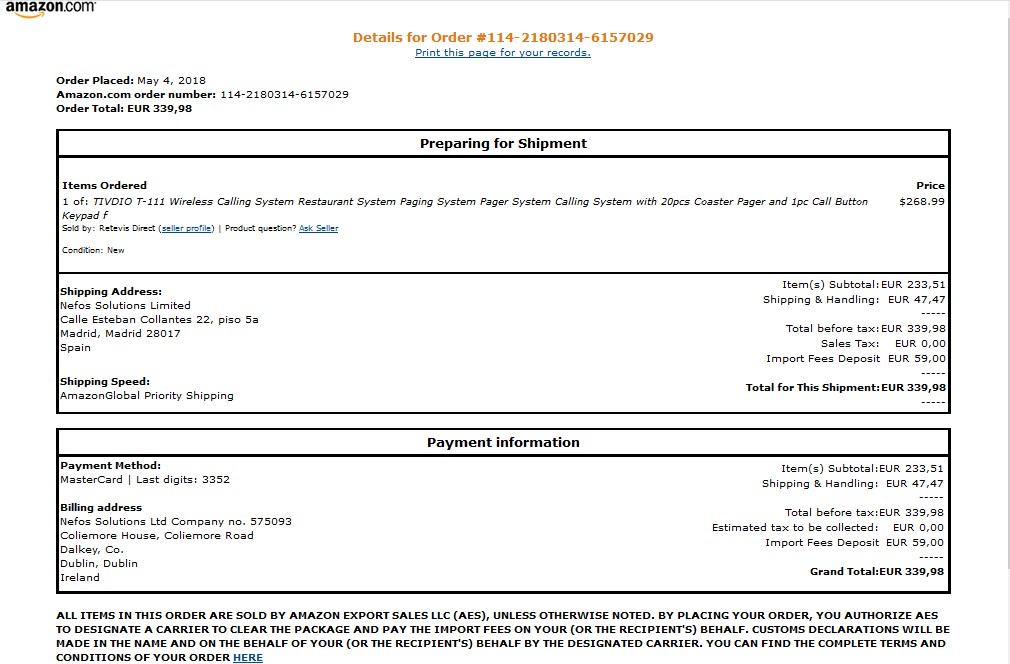 amazon.com
Details for Order #114-2180314-6157029
Print this page for your records.
Order Placed: May 4, 2018
Amazon.com order number: 114-2180314-6157029
Order Total: EUR 339,98
Preparing for Shipment
Items Ordered Price
1 of: TIVDIO T-111 Wireless Calling System Restaurant System Paging System Pager System Calling System with 20pcs Coaster Pager and 1pc Call Button $268.99
Keypad f
Sold by: Retevis Direct (seller profile) | Product question? Ask Seller
Condition: New
Shipping Address:
Nefos Solutions Limited
Calle Esteban Collantes 22, piso 5a
Madrid, Madrid 28017
Spain
Shipping Speed:
AmazonGlobal Priority Shipping
Item(s) Subtotal: EUR 233,51
Shipping & Handling: EUR 47,47
-----
Total before tax: EUR 339,98
Sales Tax: EUR 0,00
Import Fees Deposit EUR 59,00
-----
Total for This Shipment: EUR 339,98
-----
Payment information
Payment Method:
MasterCard | Last digits: 3352
Billing address
Nefos Solutions Ltd Company no. 575093
Coliemore House, Coliemore Road
Dalkey, Co.
Dublin, Dublin
Ireland
Item(s) Subtotal: EUR 233,51
Shipping & Handling: EUR 47,47
-----
Total before tax: EUR 339,98
Estimated tax to be collected: EUR 0,00
Import Fees Deposit EUR 59,00
-----
Grand Total: EUR 339,98
ALL ITEMS IN THIS ORDER ARE SOLD BY AMAZON EXPORT SALES LLC (AES), UNLESS OTHERWISE NOTED. BY PLACING YOUR ORDER, YOU AUTHORIZE AES
TO DESIGNATE A CARRIER TO CLEAR THE PACKAGE AND PAY THE IMPORT FEES ON YOUR (OR THE RECIPIENT'S) BEHALF. CUSTOMS DECLARATIONS WILL BE
MADE IN THE NAME AND ON THE BEHALF OF YOUR (OR THE RECIPIENT'S) BEHALF BY THE DESIGNATED CARRIER. YOU CAN FIND THE COMPLETE TERMS AND
CONDITIONS OF YOUR ORDER HERE